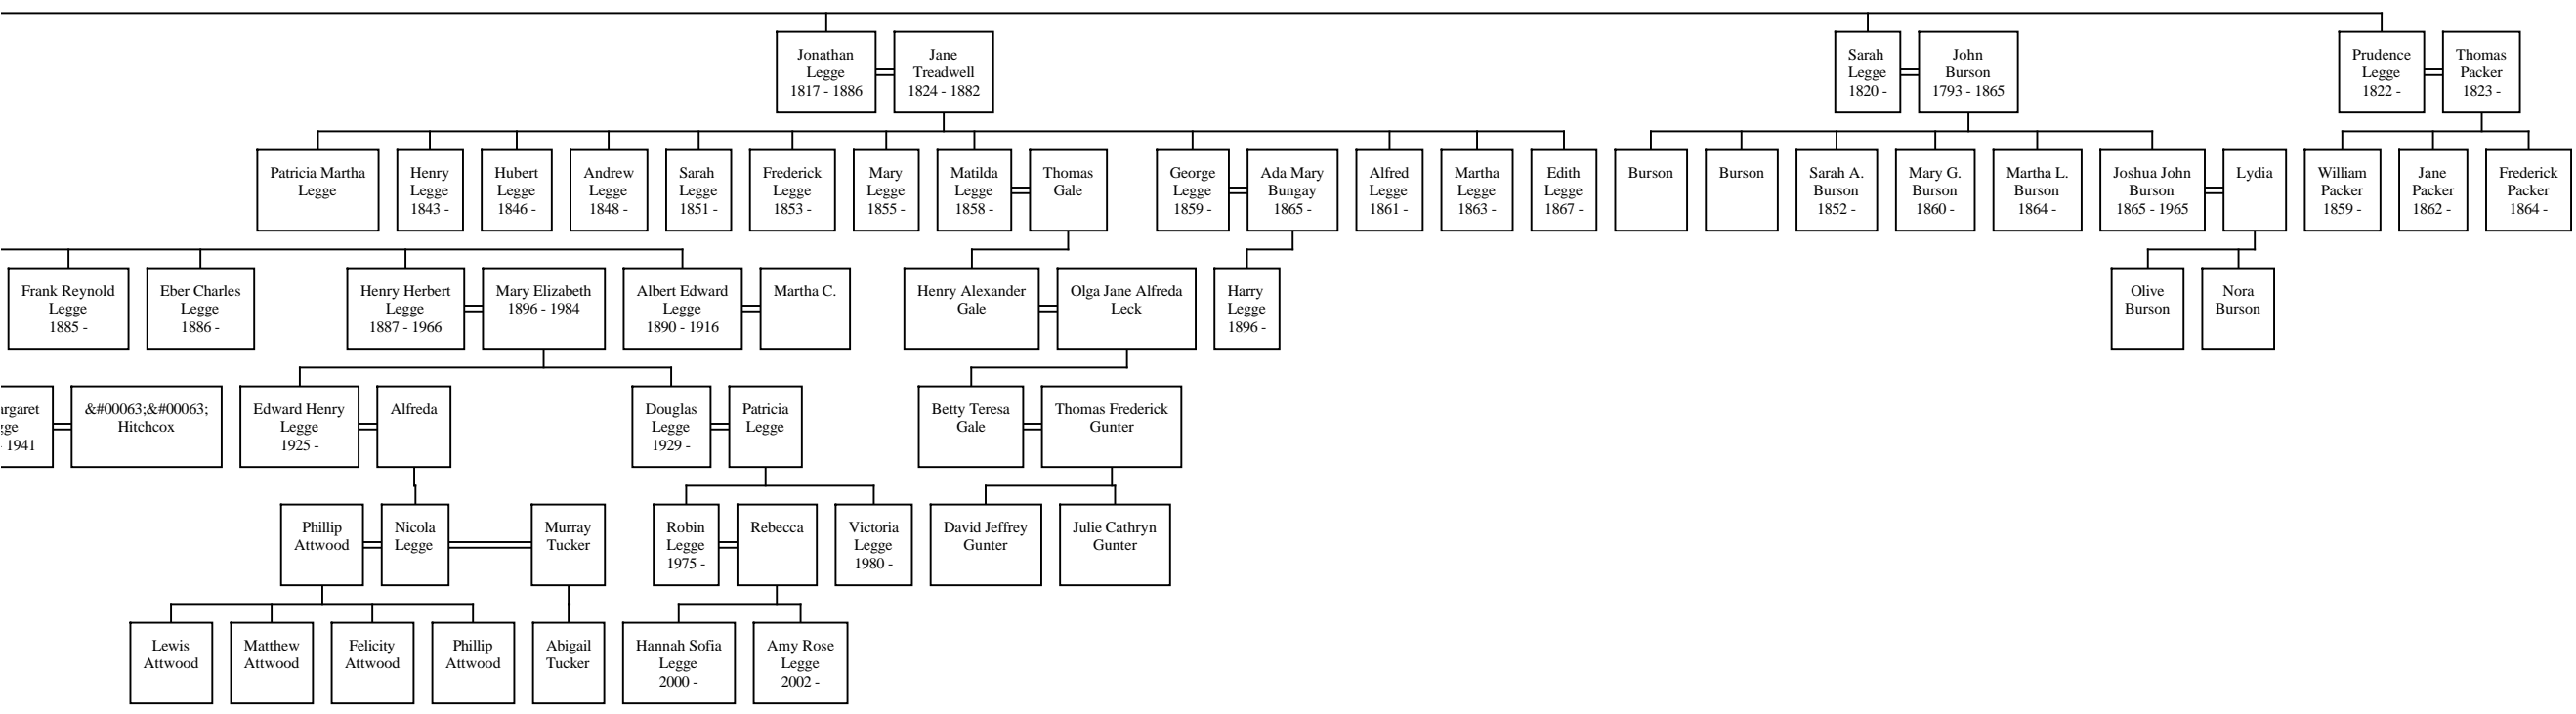 Jonathan
Legge
1817 - 1886
Jane
Treadwell
1824 - 1882
Sarah
Legge
1820 -
John
Burson
1793 - 1865
Prudence
Legge
1822 -
Thomas
Packer
1823 -
Patricia Martha
Legge
Henry
Legge
1843 -
Hubert
Legge
1846 -
Andrew
Legge
1848 -
Sarah
Legge
1851 -
Frederick
Legge
1853 -
Mary
Legge
1855 -
Matilda
Legge
1858 -
Thomas
Gale
George
Legge
1859 -
Ada Mary
Bungay
1865 -
Alfred
Legge
1861 -
Martha
Legge
1863 -
Edith
Legge
1867 -
Burson
Burson
Sarah A.
Burson
1852 -
Mary G.
Burson
1860 -
Martha L.
Burson
1864 -
Joshua John
Burson
1865 - 1965
Lydia
William
Packer
1859 -
Jane
Packer
1862 -
Frederick
Packer
1864 -
Frank Reynold
Legge
1885 -
Eber Charles
Legge
1886 -
Henry Herbert
Legge
1887 - 1966
Mary Elizabeth
1896 - 1984
Albert Edward
Legge
1890 - 1916
Martha C.
Henry Alexander
Gale
Olga Jane Alfreda
Leck
Harry
Legge
1896 -
Olive
Burson
Nora
Burson
argaret
gge
- 1941
&#00063;&#00063;
Hitchcox
Edward Henry
Legge
1925 -
Alfreda
Douglas
Legge
1929 -
Patricia
Legge
Betty Teresa
Gale
Thomas Frederick
Gunter
Phillip
Attwood
Nicola
Legge
Murray
Tucker
Robin
Legge
1975 -
Rebecca
Victoria
Legge
1980 -
David Jeffrey
Gunter
Julie Cathryn
Gunter
Lewis
Attwood
Matthew
Attwood
Felicity
Attwood
Phillip
Attwood
Abigail
Tucker
Hannah Sofia
Legge
2000 -
Amy Rose
Legge
2002 -